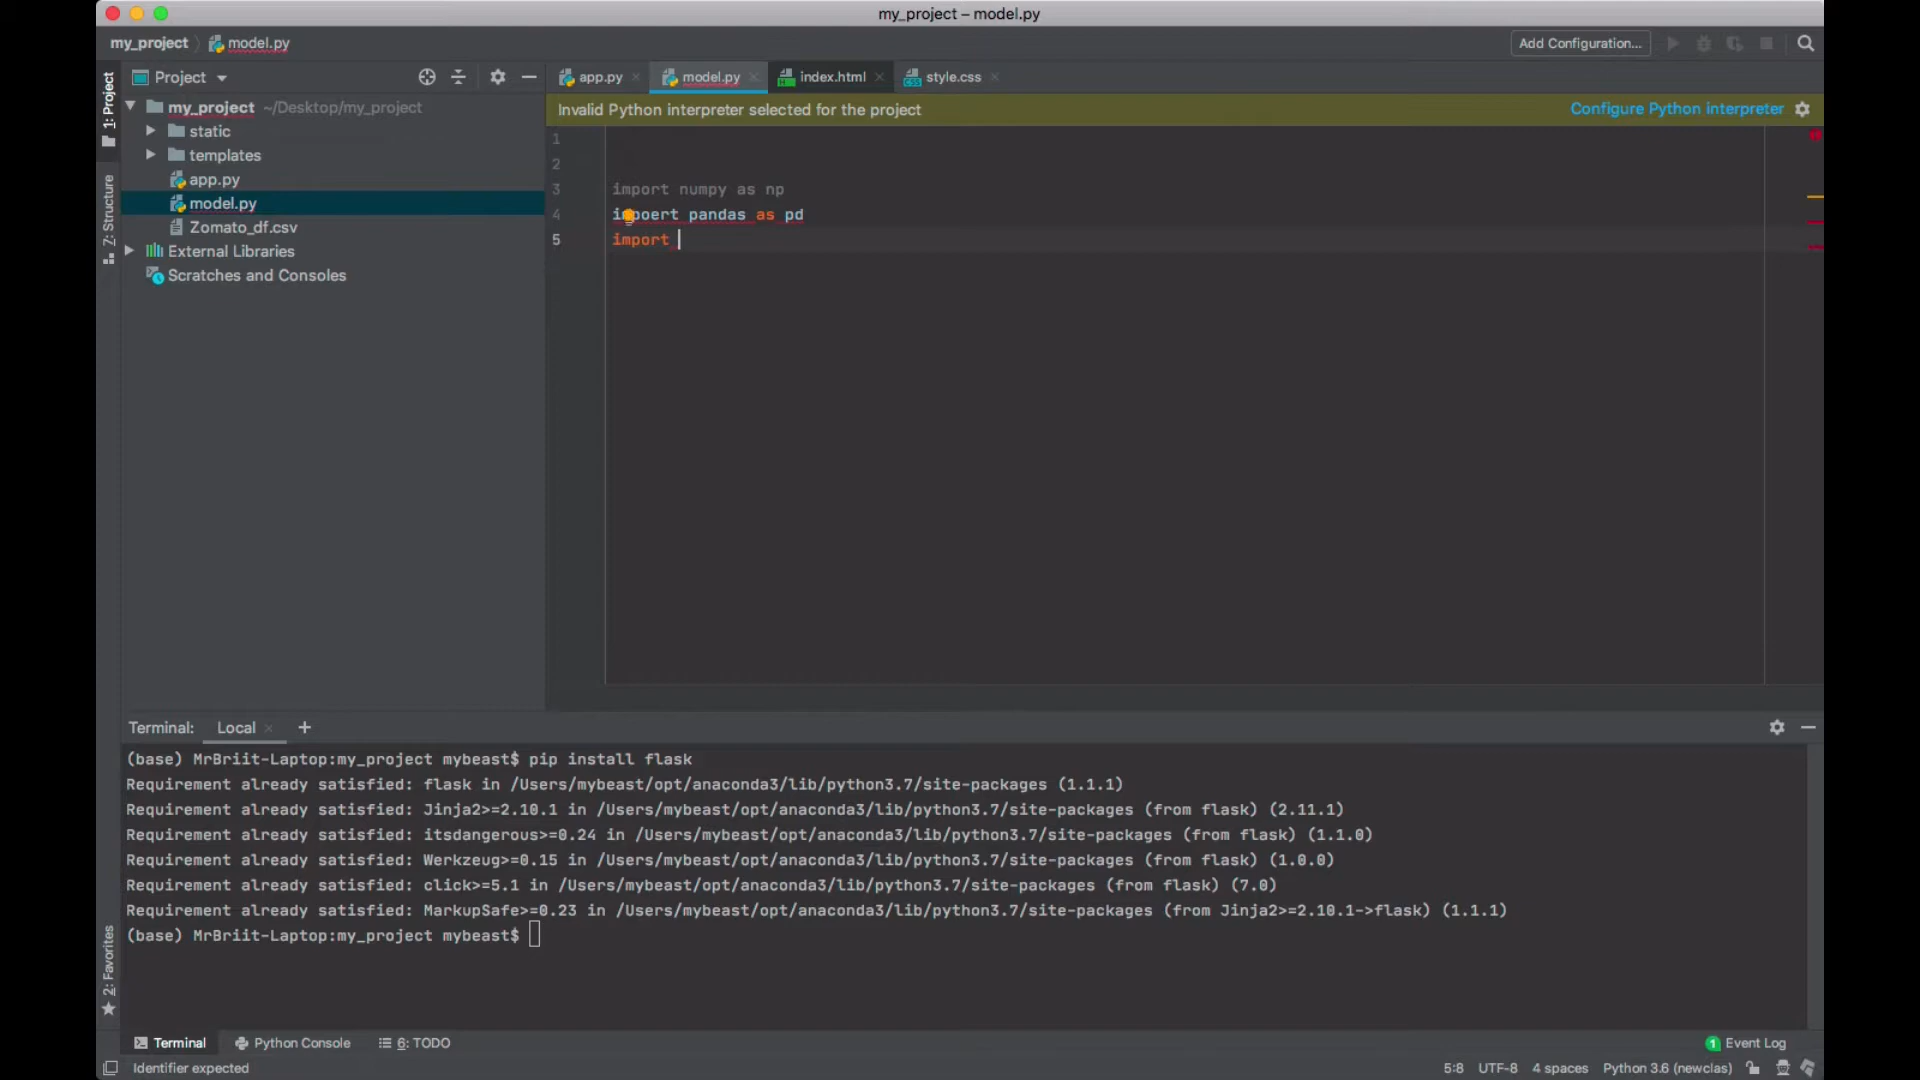 my_project – model.py
my_project
model.py
Add Configuration...
1: Project
Project
app.py
model.py
index.html
style.css
my_project ~/Desktop/my_project
Invalid Python interpreter selected for the project
Configure Python interpreter
static
templates
app.py
model.py
Zomato_df.csv
External Libraries
Scratches and Consoles
Z: Structure
1
2
3 import numpy as np
4 impoert pandas as pd
5 import
Terminal: Local +
(base) MrBriit-Laptop:my_project mybeast$ pip install flask
Requirement already satisfied: flask in /Users/mybeast/opt/anaconda3/lib/python3.7/site-packages (1.1.1)
Requirement already satisfied: Jinja2>=2.10.1 in /Users/mybeast/opt/anaconda3/lib/python3.7/site-packages (from flask) (2.11.1)
Requirement already satisfied: itsdangerous>=0.24 in /Users/mybeast/opt/anaconda3/lib/python3.7/site-packages (from flask) (1.1.0)
Requirement already satisfied: Werkzeug>=0.15 in /Users/mybeast/opt/anaconda3/lib/python3.7/site-packages (from flask) (1.0.0)
Requirement already satisfied: click>=5.1 in /Users/mybeast/opt/anaconda3/lib/python3.7/site-packages (from flask) (7.0)
Requirement already satisfied: MarkupSafe>=0.23 in /Users/mybeast/opt/anaconda3/lib/python3.7/site-packages (from Jinja2>=2.10.1->flask) (1.1.1)
(base) MrBriit-Laptop:my_project mybeast$
2: Favorites
Terminal
Python Console
6: TODO
1 Event Log
Identifier expected
5:8 UTF-8 4 spaces Python 3.6 (newclas)